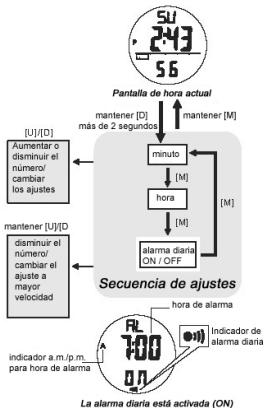 SU
P
2:43
56
Pantalla de hora actual
mantener [D]
más de 2 segundos
mantener [M]
[U]/[D]
Aumentar o
disminuir el
número/
cambiar
los ajustes
minuto
[M]
hora
[M]
[M]
alarma diaria
ON / OFF
mantener [U]/[D
disminuir el
número/
cambiar el
ajuste a
mayor
velocidad
Secuencia de ajustes
hora de alarma
AL
A
7:00
ON
Indicador de
alarma diaria
indicador a.m./p.m.
para hora de alarma
La alarma diaria está activada (ON)